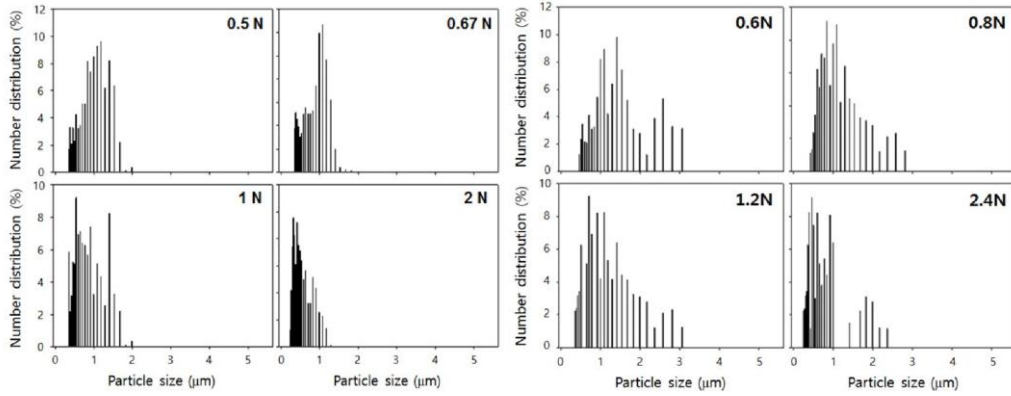 Number distribution (%)
12
10
8
6
4
2
0
0.5 N
0.67 N
Number distribution (%)
10
8
6
4
2
0
1 N
2 N
0 1 2 3 4 5
0 1 2 3 4 5
Particle size (μm)
Particle size (μm)
Number distribution (%)
12
10
8
6
4
2
0
0.6N
0.8N
Number distribution (%)
10
8
6
4
2
0
1.2N
2.4N
0 1 2 3 4 5
0 1 2 3 4 5
Particle size (μm)
Particle size (μm)